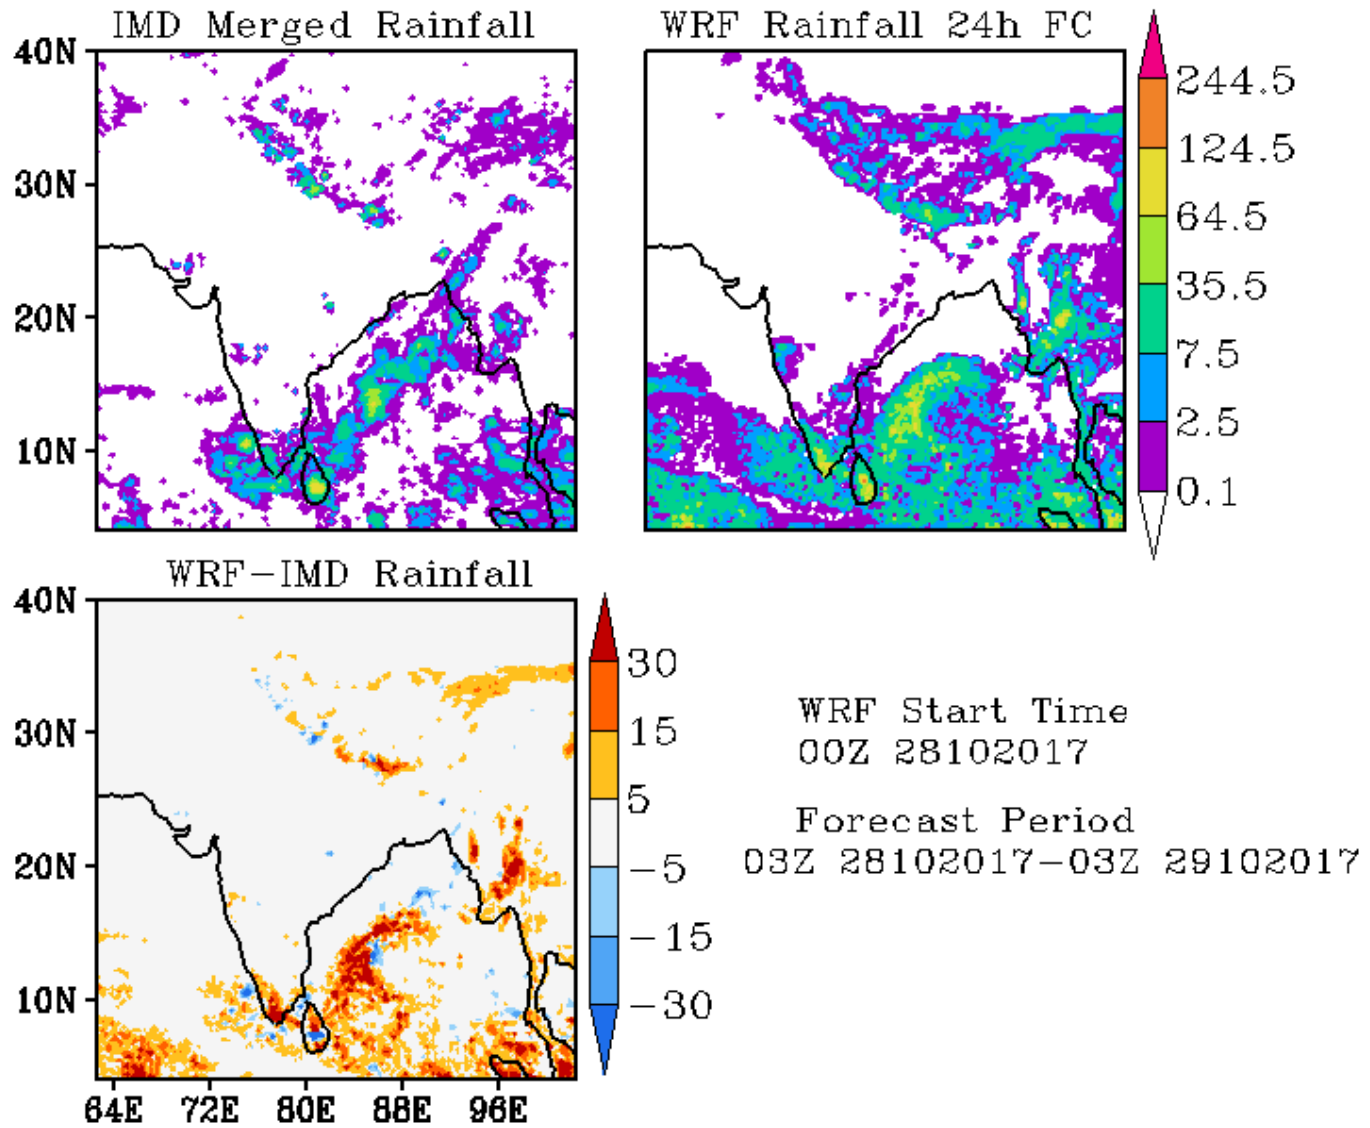 IMD Merged Rainfall
WRF Rainfall 24h FC
40N
30N
20N
10N
244.5
124.5
64.5
35.5
7.5
2.5
0.1
WRF-IMD Rainfall
40N
30N
20N
10N
64E 72E 80E 88E 96E
30
15
5
-5
-15
-30
WRF Start Time
00Z 28102017
Forecast Period
03Z 28102017-03Z 29102017